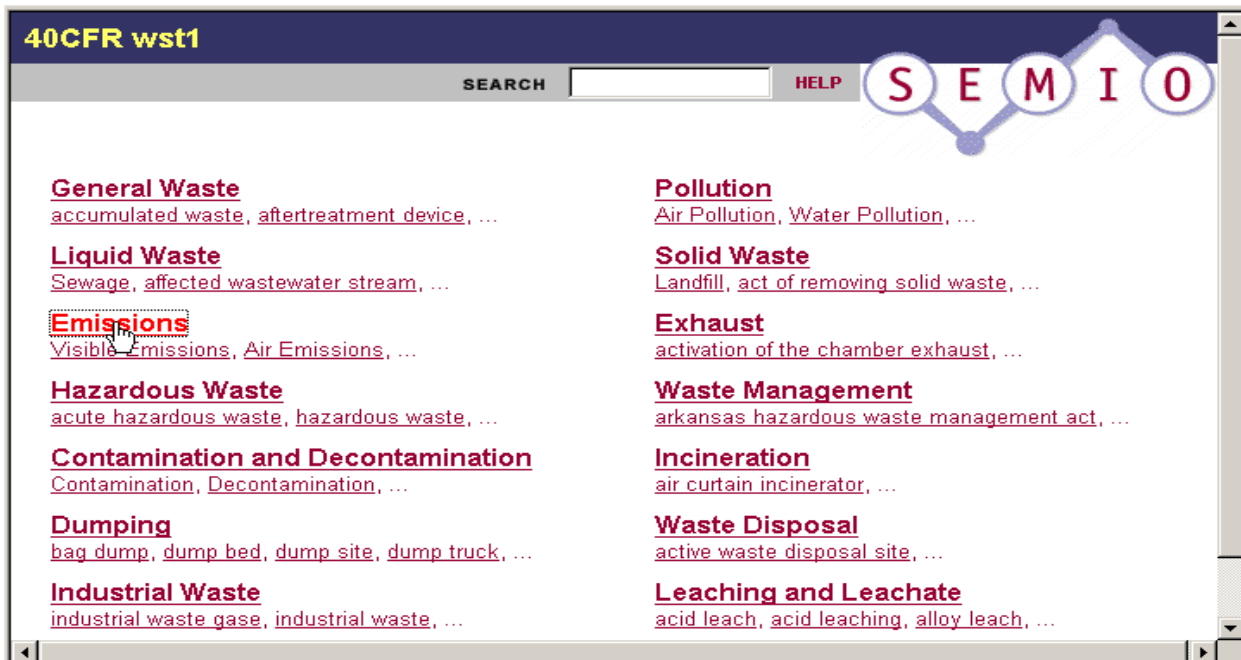 40CFR wst1
SEARCH HELP
SEMIO
General Waste
accumulated waste, aftertreatment device, ...
Liquid Waste
Sewage, affected wastewater stream, ...
Emissions
Visible Emissions, Air Emissions, ...
Hazardous Waste
acute hazardous waste, hazardous waste, ...
Contamination and Decontamination
Contamination, Decontamination, ...
Dumping
bag dump, dump bed, dump site, dump truck, ...
Industrial Waste
industrial waste gase, industrial waste, ...
Pollution
Air Pollution, Water Pollution, ...
Solid Waste
Landfill, act of removing solid waste, ...
Exhaust
activation of the chamber exhaust, ...
Waste Management
arkansas hazardous waste management act, ...
Incineration
air curtain incinerator, ...
Waste Disposal
active waste disposal site, ...
Leaching and Leachate
acid leach, acid leaching, alloy leach, ...